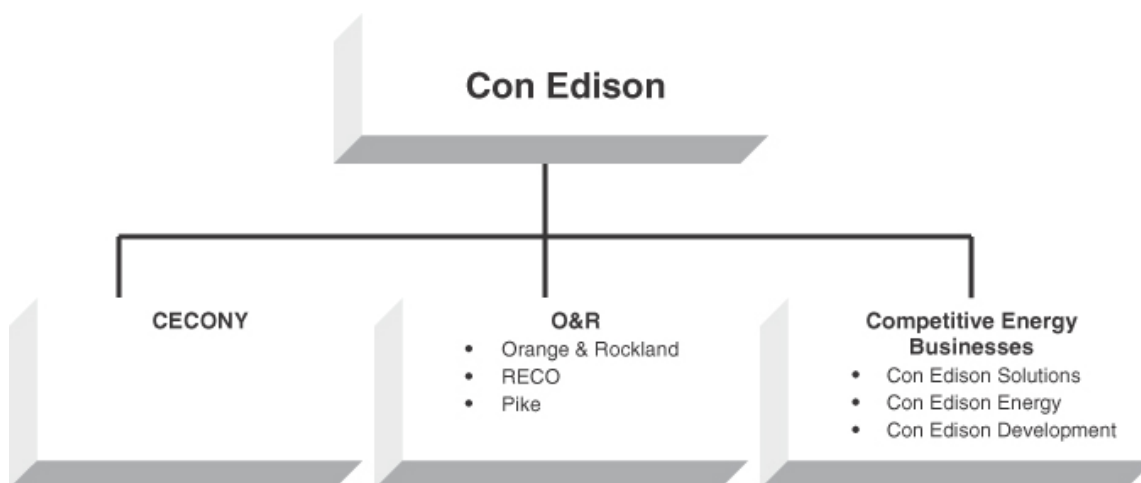 Con Edison
CECONY
O&R
• Orange & Rockland
• RECO
• Pike
Competitive Energy
Businesses
• Con Edison Solutions
• Con Edison Energy
• Con Edison Development